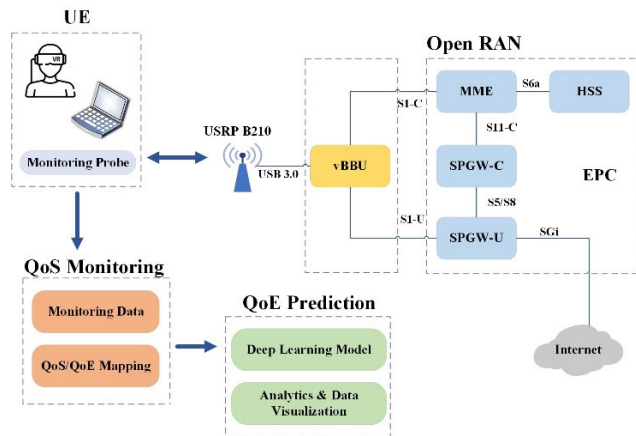 UE
VR
Monitoring Probe
USRP B210
USB 3.0
vBBU
Open RAN
S1-C
MME
S6a
HSS
S11-C
SPGW-C
EPC
S5/S8
S1-U
SPGW-U
SGi
Internet
QoS Monitoring
Monitoring Data
QoS/QoE Mapping
QoE Prediction
Deep Learning Model
Analytics & Data
Visualization